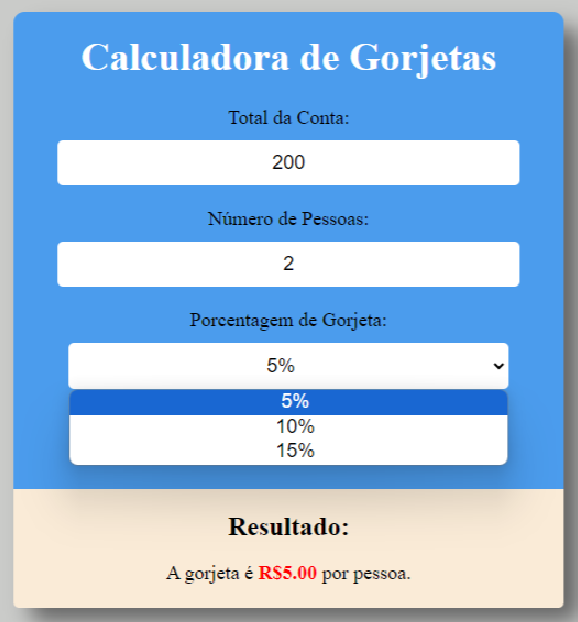 Calculadora de Gorjetas
Total da Conta:
200
Número de Pessoas:
2
Porcentagem de Gorjeta:
5%
5%
10%
15%
Resultado:
A gorjeta é R$5.00 por pessoa.